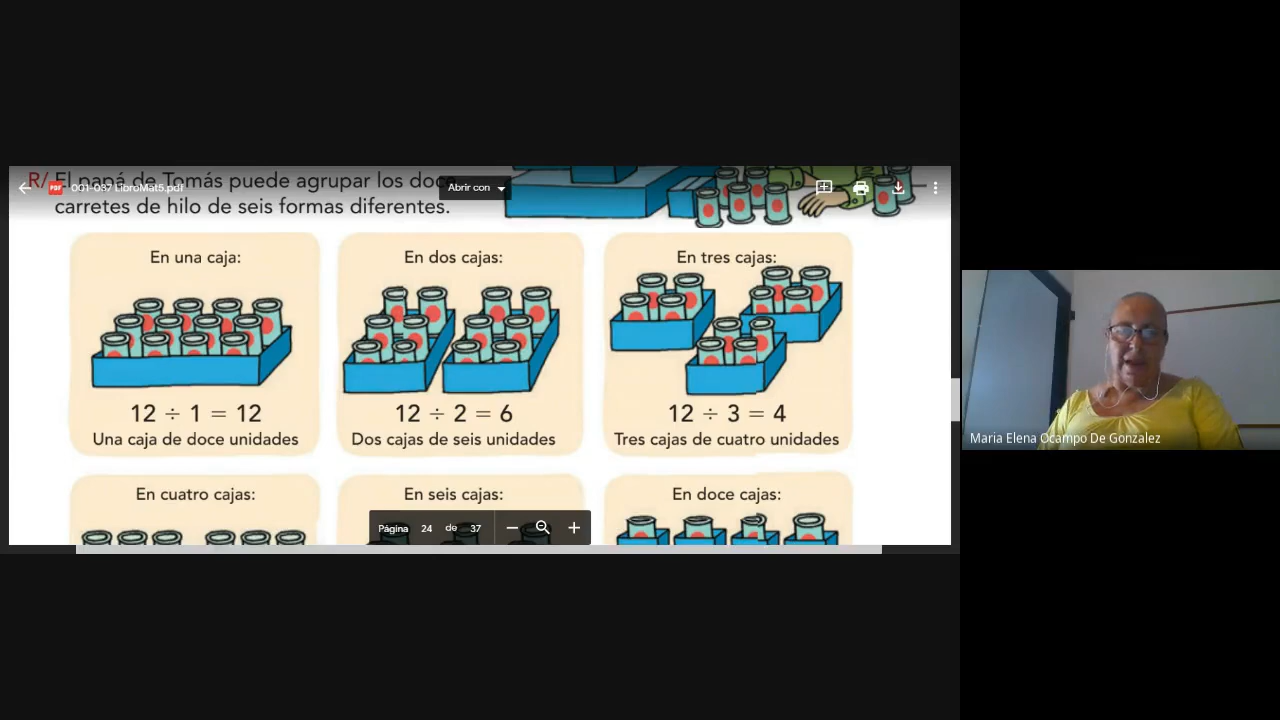 R/ El papá de Tomás puede agrupar los doce
001-037 LibroMat5.pdf
Abrir con
carretes de hilo de seis formas diferentes.
En una caja:
12 ÷ 1 = 12
Una caja de doce unidades
En dos cajas:
12 ÷ 2 = 6
Dos cajas de seis unidades
En tres cajas:
12 ÷ 3 = 4
Tres cajas de cuatro unidades
En cuatro cajas:
En seis cajas:
En doce cajas:
Página 24 de 37
Maria Elena Ocampo De Gonzalez